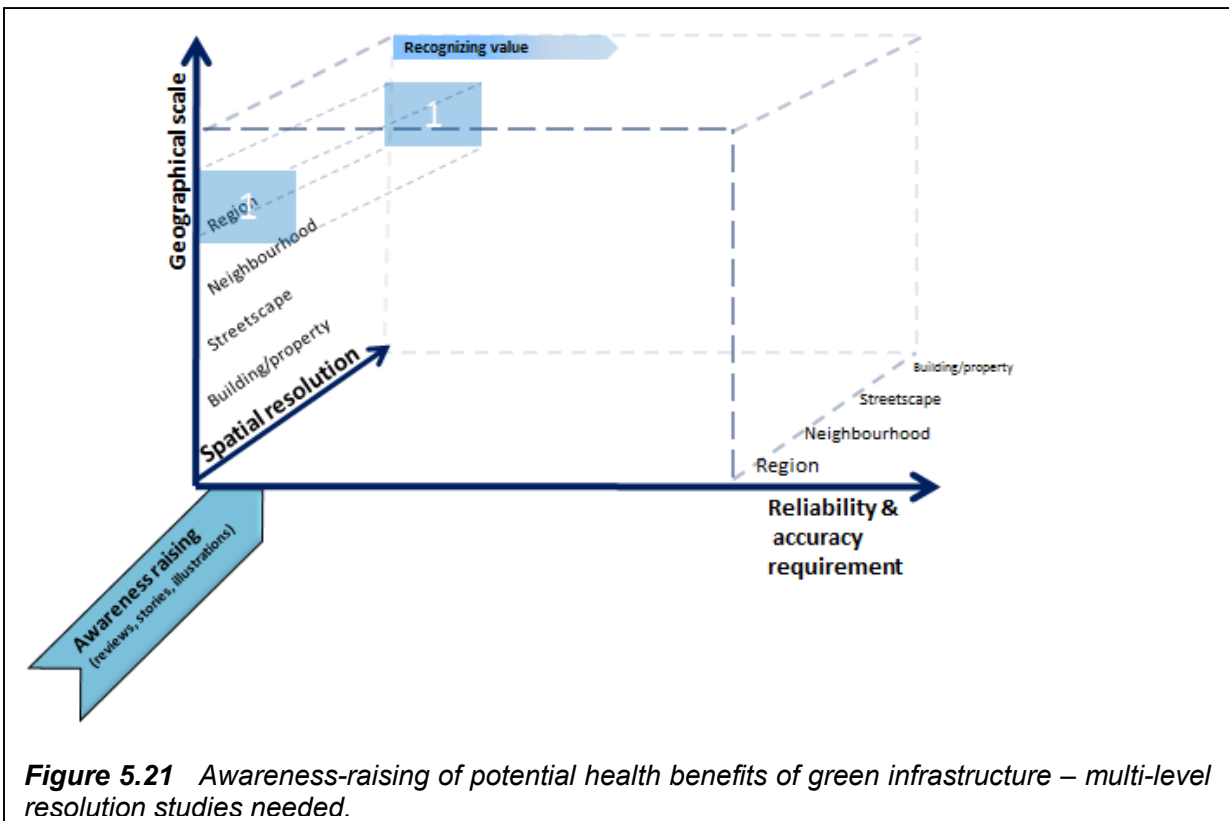 Recognizing value
Geographical scale
1
1
Region
Neighbourhood
Streetscape
Building/property
Spatial resolution
Building/property
Streetscape
Neighbourhood
Region
Reliability &
accuracy
requirement
Awareness raising
(reviews, stories, illustrations)
Figure 5.21 Awareness-raising of potential health benefits of green infrastructure – multi-level
resolution studies needed.